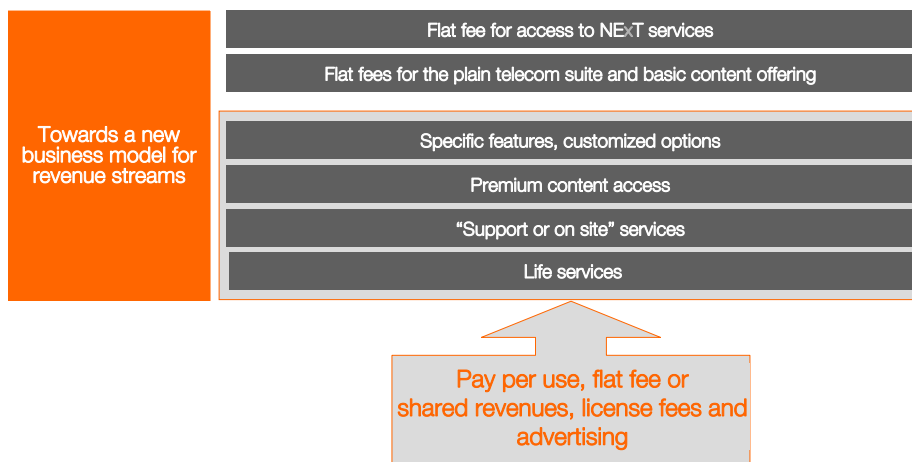 Flat fee for access to NExT services
Flat fees for the plain telecom suite and basic content offering
Towards a new
business model for
revenue streams
Specific features, customized options
Premium content access
“Support or on site” services
Life services
Pay per use, flat fee or
shared revenues, license fees and
advertising